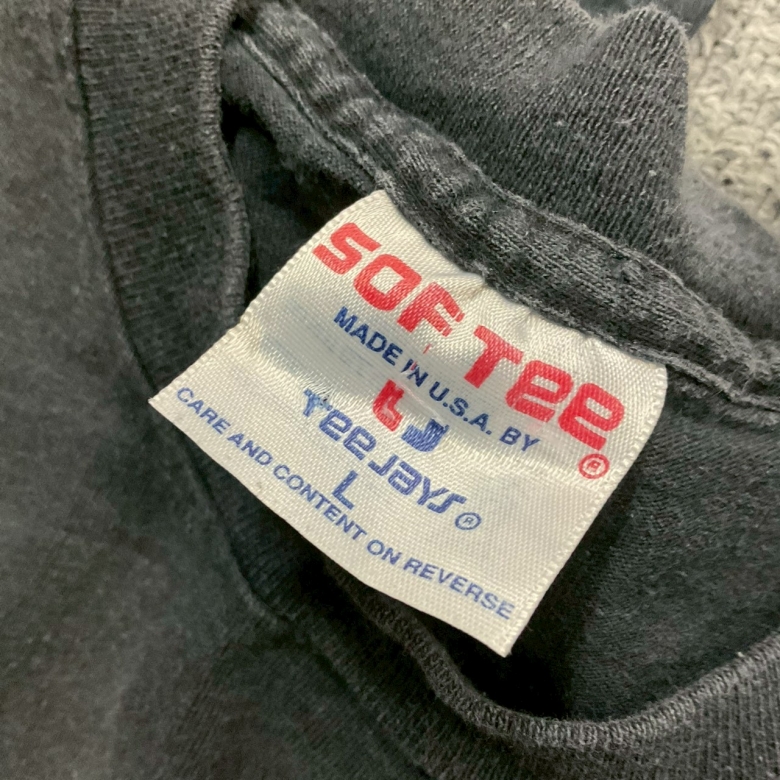 SOF TEE ®
MADE IN U.S.A. BY
tJ
TeeJays ®
L
CARE AND CONTENT ON REVERSE